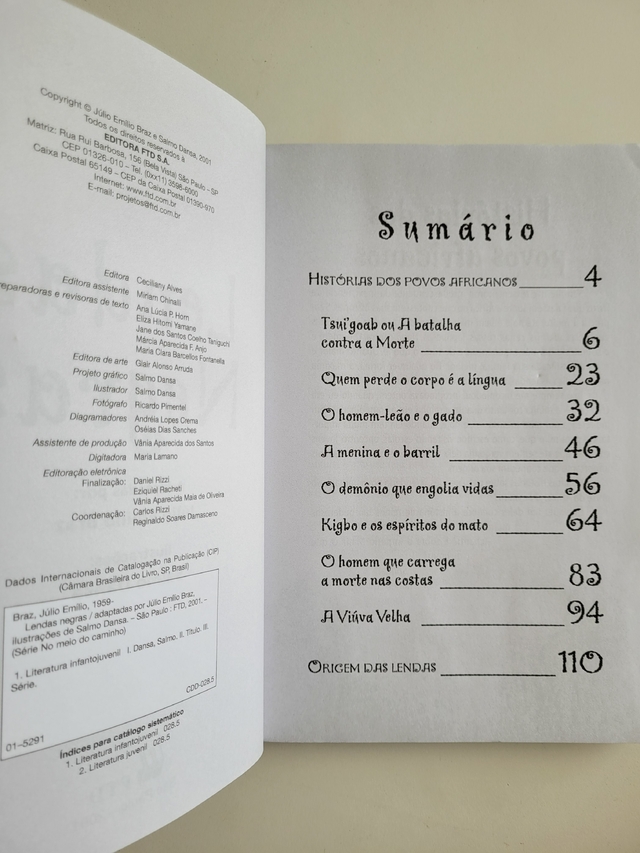 Copyright © Júlio Emílio Braz e Salmo Dansa, 2001
Todos os direitos reservados à
EDITORA FTD S.A.
Matriz: Rua Rui Barbosa, 156 (Bela Vista) São Paulo – SP
CEP 01326-010 – Tel. (0xx11) 3598-6000
Caixa Postal 65149 – CEP da Caixa Postal 01390-970
Internet: www.ftd.com.br
E-mail: projetos@ftd.com.br
Editora Ceciliany Alves
Editora assistente Miriam Chinalli
reparadoras e revisoras de texto Ana Lúcia P. Horn
Eliza Hitomi Yamane
Jane dos Santos Coelho Taniguchi
Márcia Aparecida F. Anjo
Maria Clara Barcellos Fontanella
Editora de arte Glair Alonso Arruda
Projeto gráfico Salmo Dansa
Ilustrador Salmo Dansa
Fotógrafo Ricardo Pimentel
Diagramadores Andréia Lopes Crema
Oséias Dias Sanches
Assistente de produção Vânia Aparecida dos Santos
Digitadora Maria Lamano
Editoração eletrônica
Finalização: Daniel Rizzi
Eziquiel Racheti
Vânia Aparecida Maia de Oliveira
Coordenação: Carlos Rizzi
Reginaldo Soares Damasceno
Dados Internacionais de Catalogação na Publicação (CIP)
(Câmara Brasileira do Livro, SP, Brasil)
Braz, Júlio Emílio, 1959-
Lendas negras / adaptadas por Júlio Emílio Braz,
ilustrações de Salmo Dansa. – São Paulo : FTD, 2001. –
(Série No meio do caminho)
1. Literatura infantojuvenil I. Dansa, Salmo. II. Título. III.
Série.
01–5291 CDD-028.5
Índices para catálogo sistemático
1. Literatura infantojuvenil 028.5
2. Literatura juvenil 028.5
Sumário
HISTÓRIAS DOS POVOS AFRICANOS 4
Tsui'goab ou A batalha
contra a Morte 6
Quem perde o corpo é a língua 23
O homem-leão e o gado 32
A menina e o barril 46
O demônio que engolia vidas 56
Kigbo e os espíritos do mato 64
O homem que carrega
a morte nas costas 83
A Viúva Velha 94
ORIGEM DAS LENDAS 110